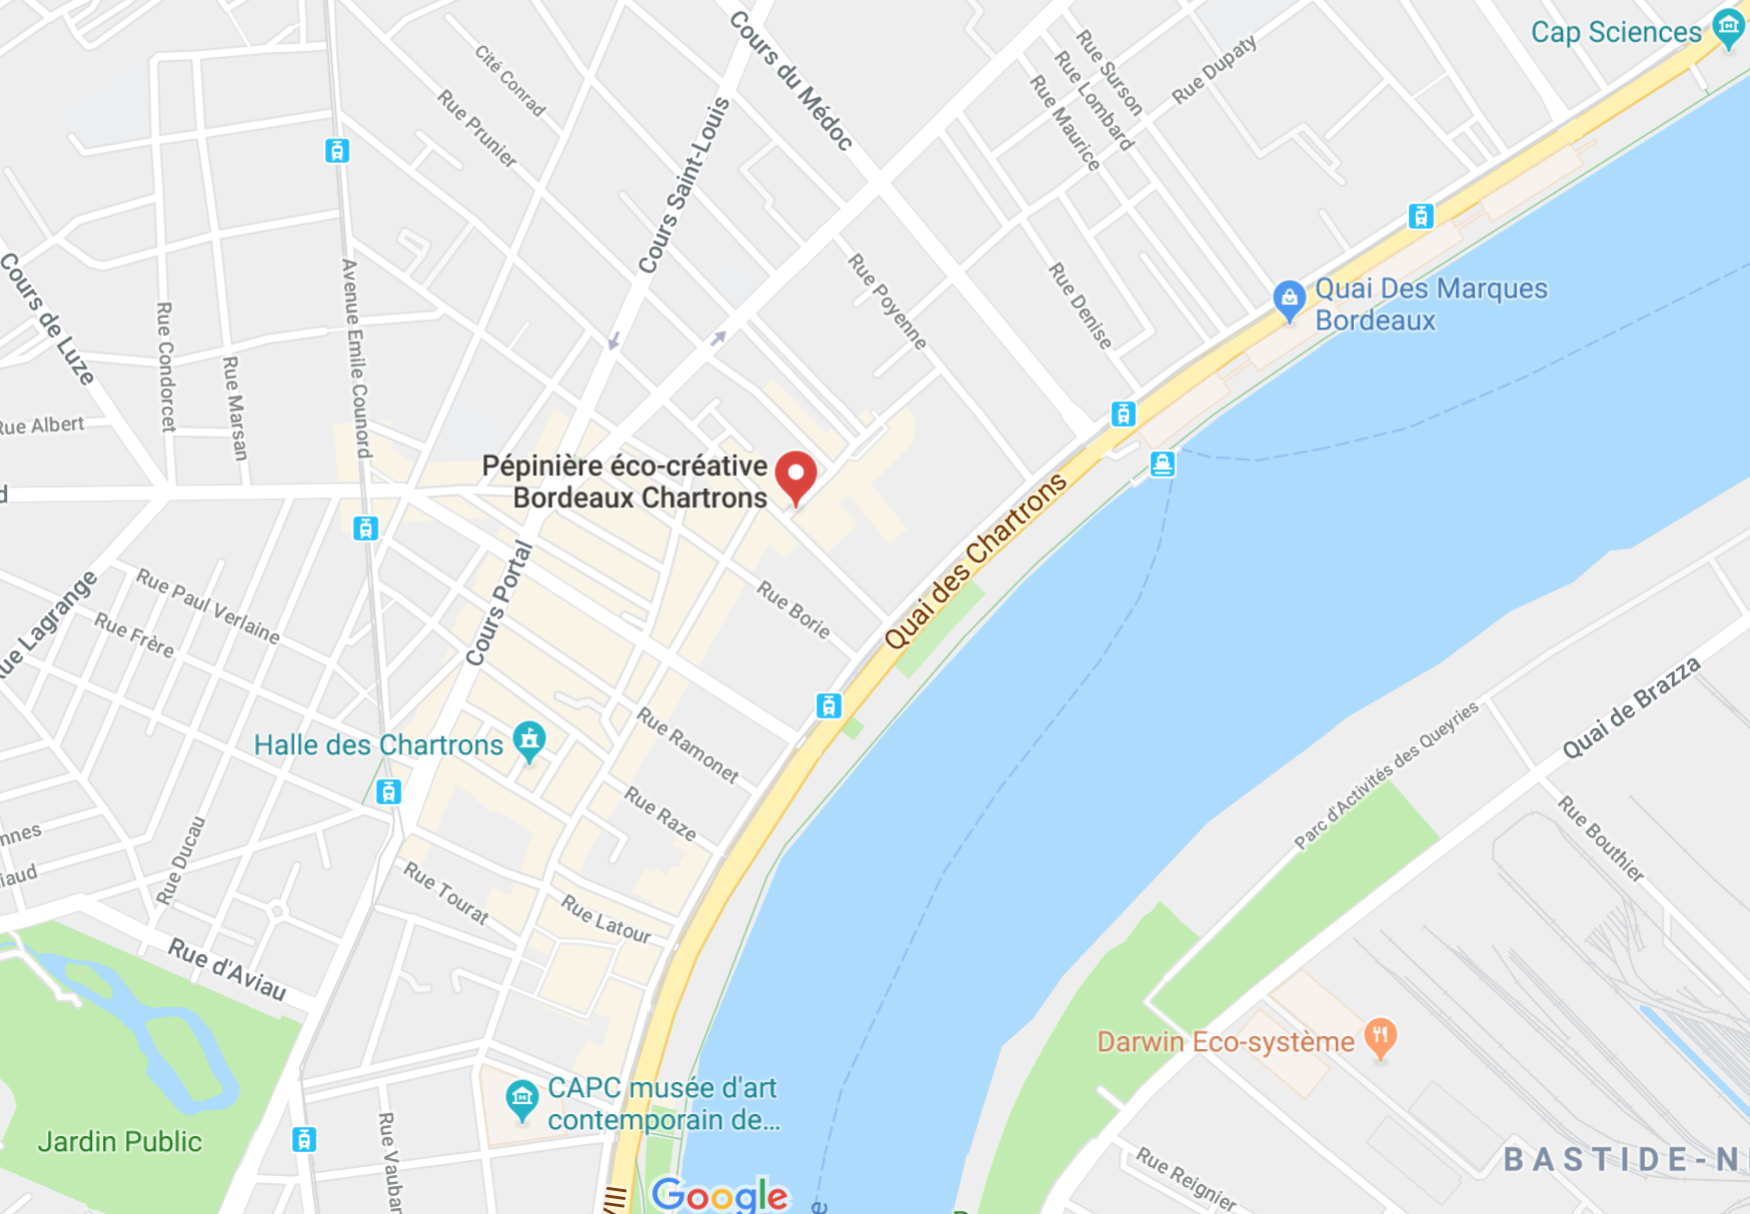 Cap Sciences
Cours du Médoc
Rue Surson
Rue Lombard
Rue Maurice
Rue Dupaty
Cité Conrad
Rue Prunier
Cours Saint-Louis
Cours de Luze
Rue Condorcet
Rue Marsan
Avenue Emile Counord
Rue Albert
Rue Poyenne
Rue Denise
Quai Des Marques
Bordeaux
Pépinière éco-créative
Bordeaux Chartrons
d
Quai des Chartrons
Cours Portal
Rue Borie
Rue Lagrange
Rue Paul Verlaine
Rue Frère
Halle des Chartrons
Rue Ramonet
Rue Raze
Quai de Brazza
Parc d'Activités des Queyries
Rue Bouthier
nnes
iaud
Rue Ducau
Rue Tourat
Rue Latour
Rue d'Aviau
Darwin Eco-système
CAPC musée d'art
contemporain de...
Jardin Public
Rue Vauban
BASTIDE-N
Rue Reignier
Google
VIII
e